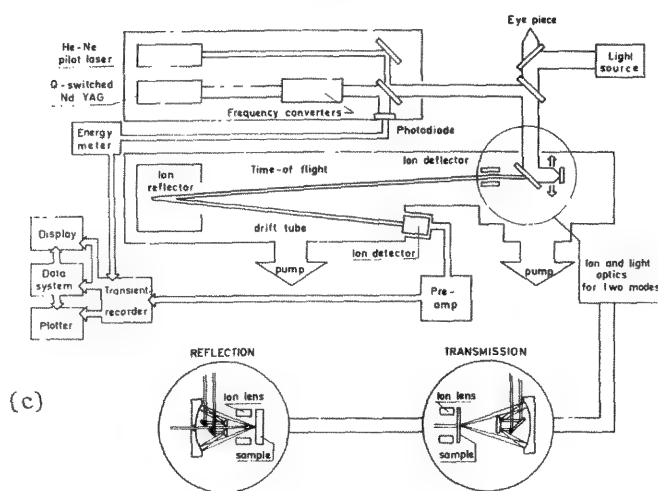 Eye piece
He-Ne
pilot laser
Light
source
Q-switched
Nd YAG
Frequency converters
Photodiode
Energy
meter
Ion deflector
Ion
reflector
Time-of flight
drift tube
Ion detector
Display
Data
system
Plotter
Transient
recorder
pump
Pre-
amp
pump
Ion and light
optics
for Two modes
REFLECTION
TRANSMISSION
Ion lens
sample
Ion lens
sample
(c)